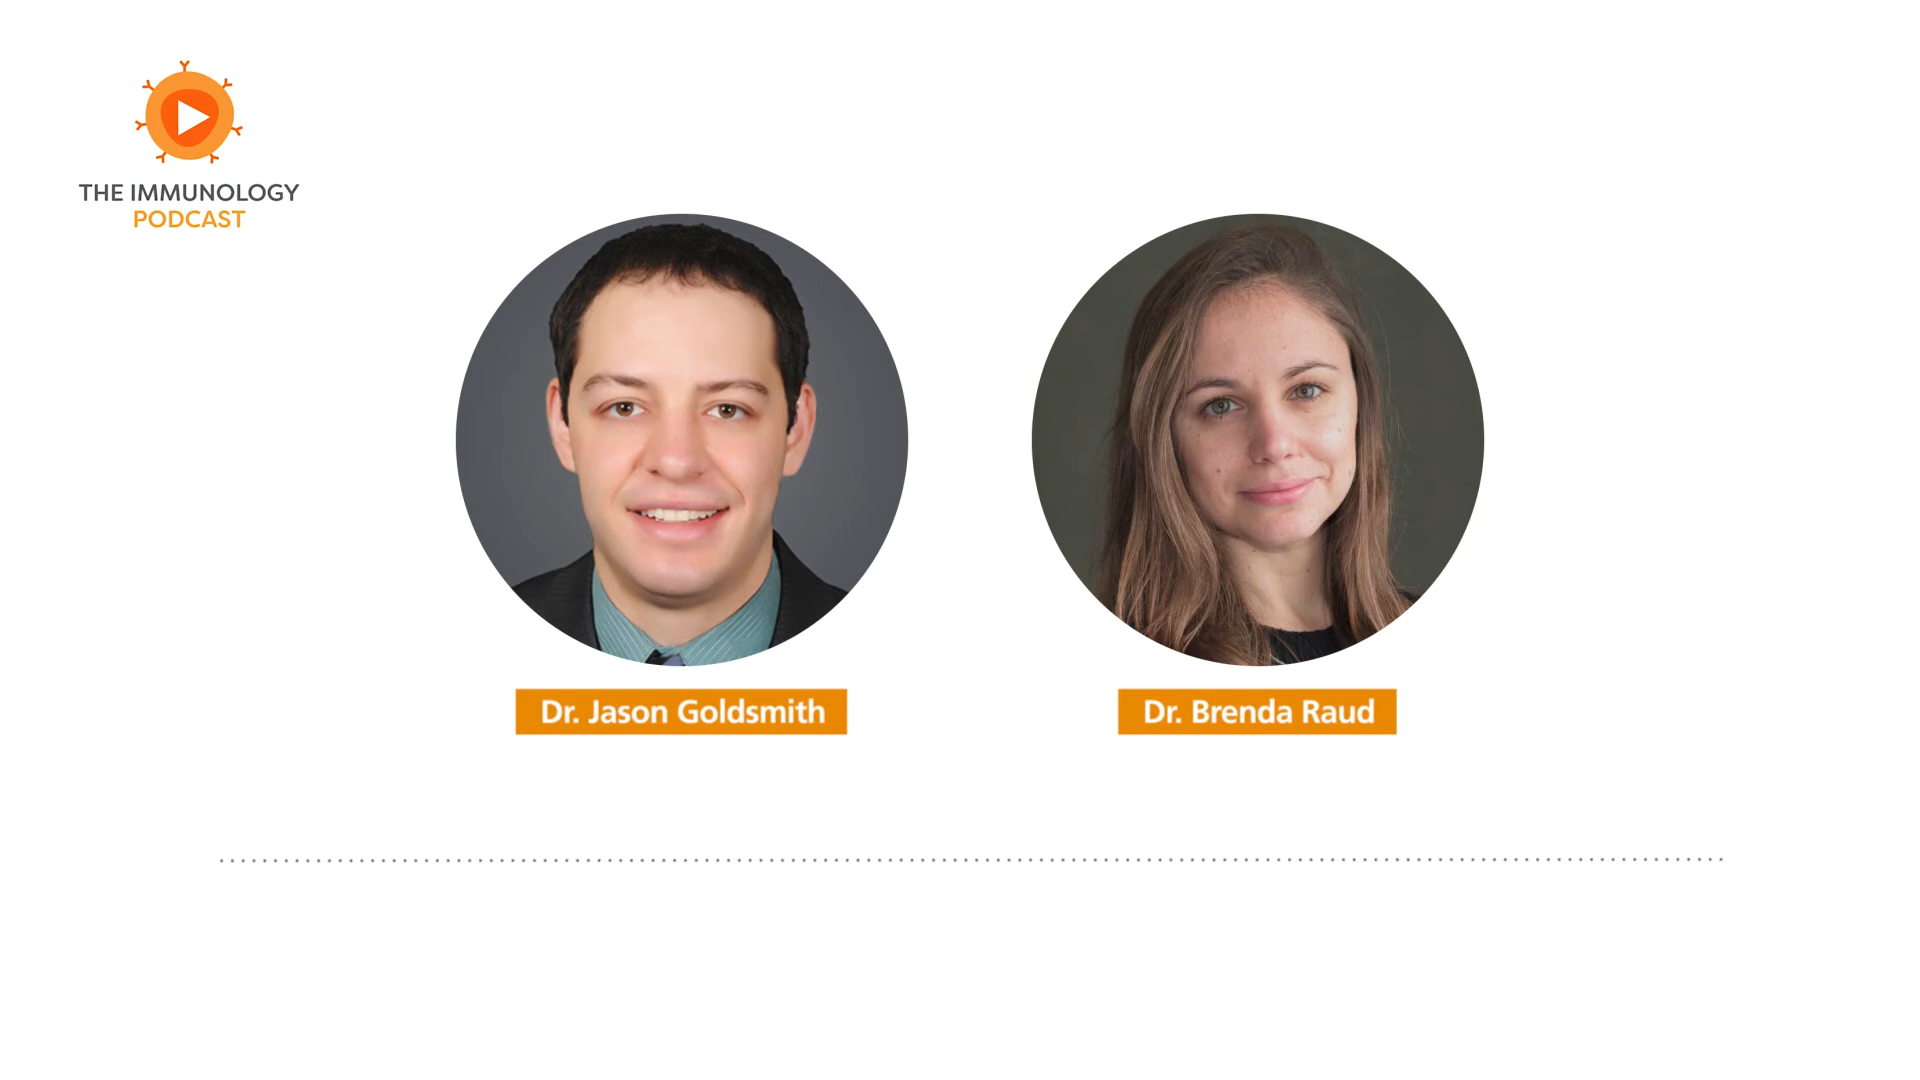 THE IMMUNOLOGY
PODCAST
Dr. Jason Goldsmith
Dr. Brenda Raud